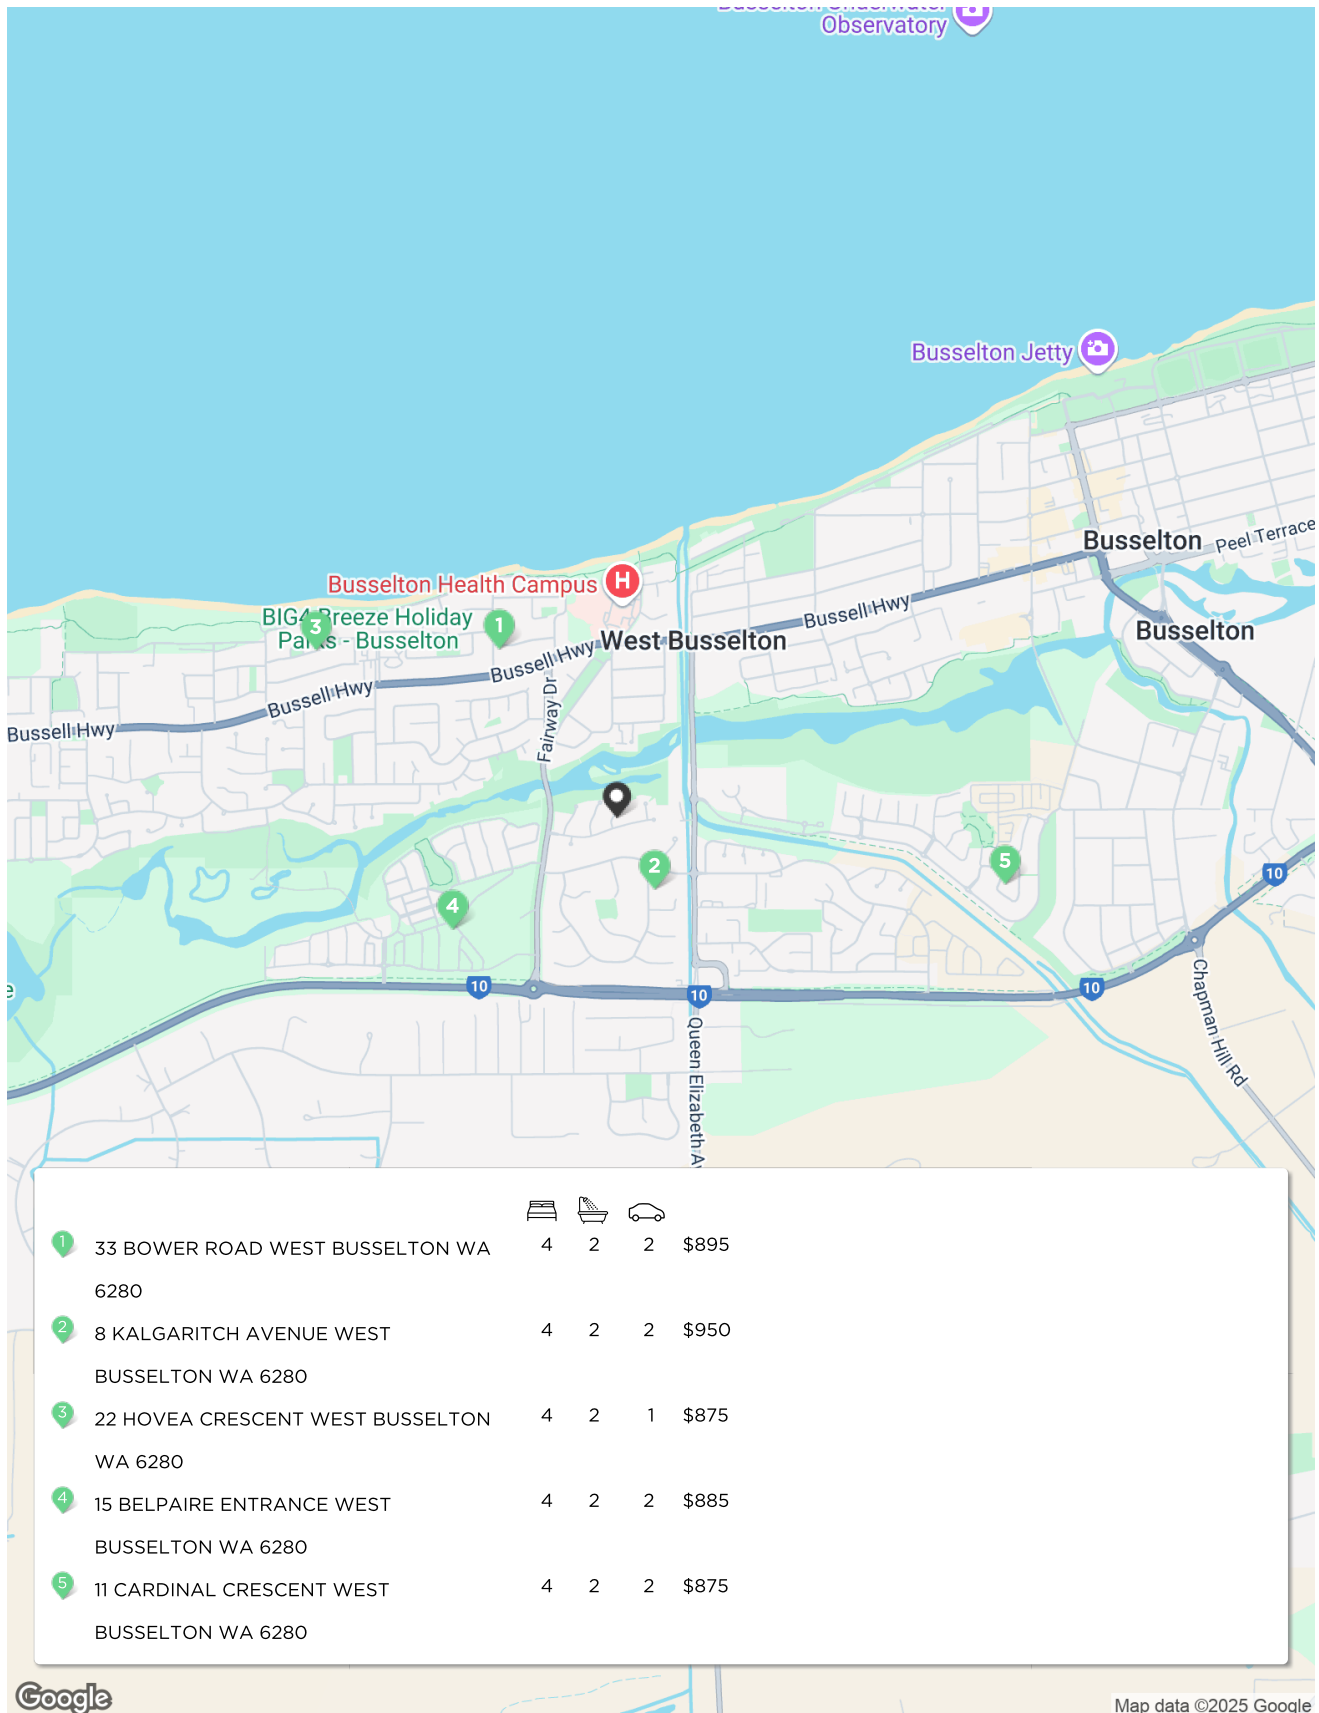 Observatory
Busselton Jetty
Busselton
Peel Terrace
Busselton Health Campus
H
Bussell Hwy
BIG4 Breeze Holiday
Parks - Busselton
3
1
West Busselton
Busselton
Bussell Hwy
Bussell Hwy
Bussell Hwy
Fairway Dr
2
5
10
4
10
10
10
Chapman Hill Rd
Queen Elizabeth Av
1 33 BOWER ROAD WEST BUSSELTON WA 4 2 2 $895
6280
2 8 KALGARITCH AVENUE WEST 4 2 2 $950
BUSSELTON WA 6280
3 22 HOVEA CRESCENT WEST BUSSELTON 4 2 1 $875
WA 6280
4 15 BELPAIRE ENTRANCE WEST 4 2 2 $885
BUSSELTON WA 6280
5 11 CARDINAL CRESCENT WEST 4 2 2 $875
BUSSELTON WA 6280
Google
Map data ©2025 Google